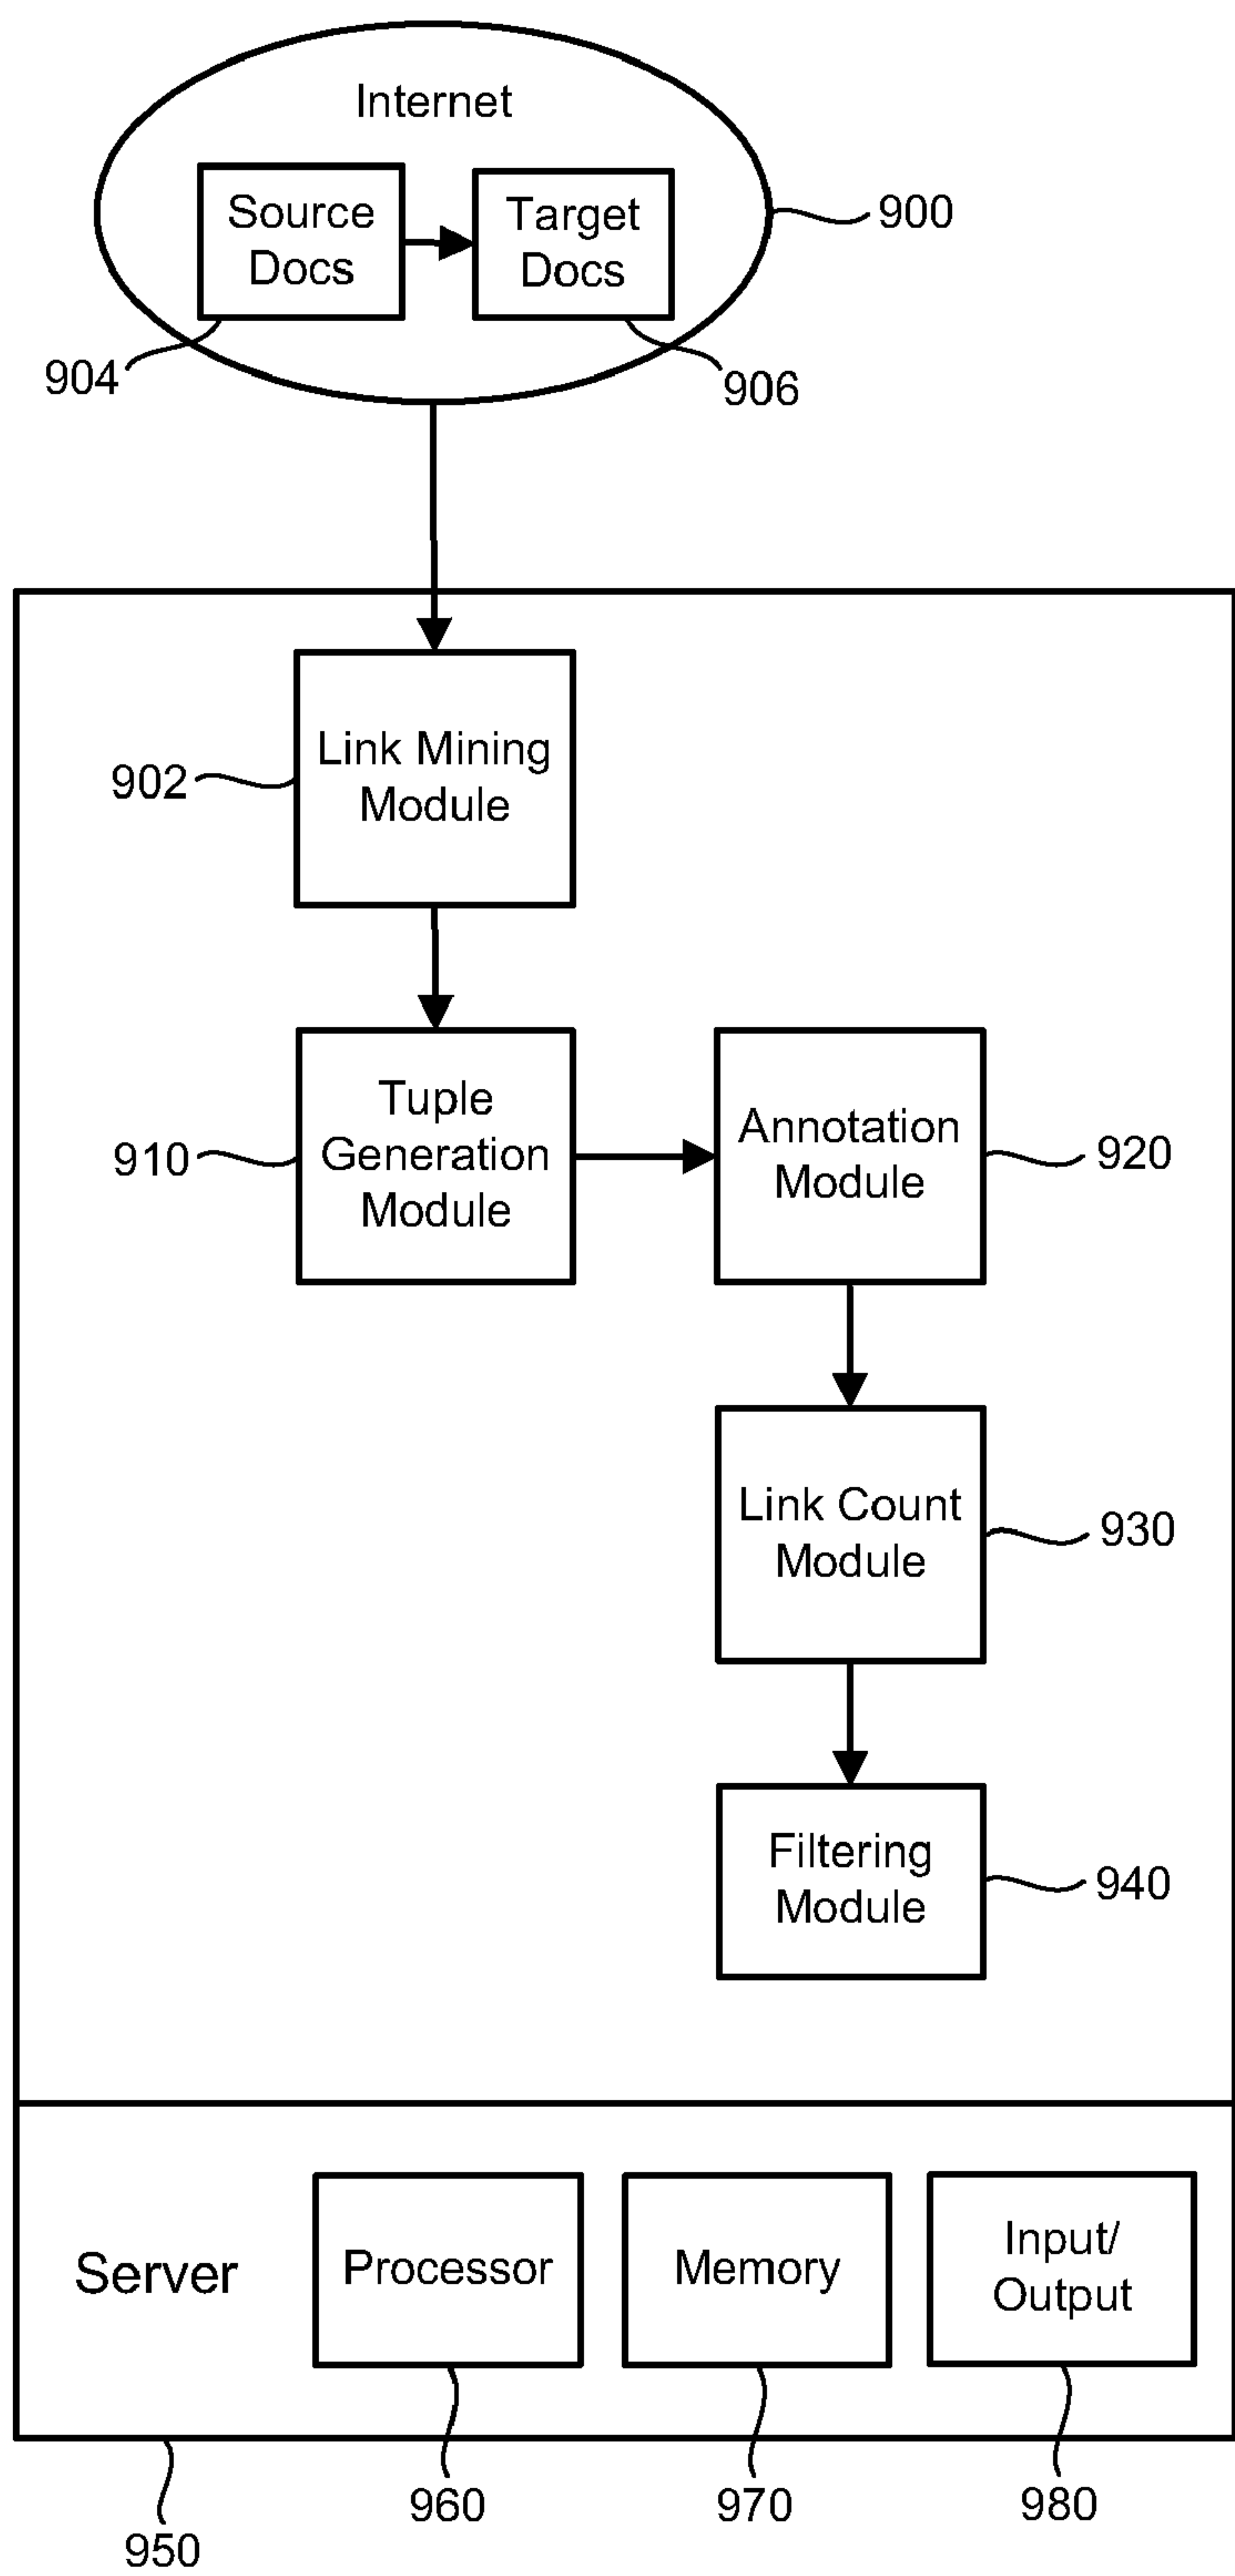 Internet
Source
Docs
Target
Docs
900
904
906
Link Mining
Module
902
Tuple
Generation
Module
910
Annotation
Module
920
Link Count
Module
930
Filtering
Module
940
Server
Processor
Memory
Input/
Output
960
970
980
950